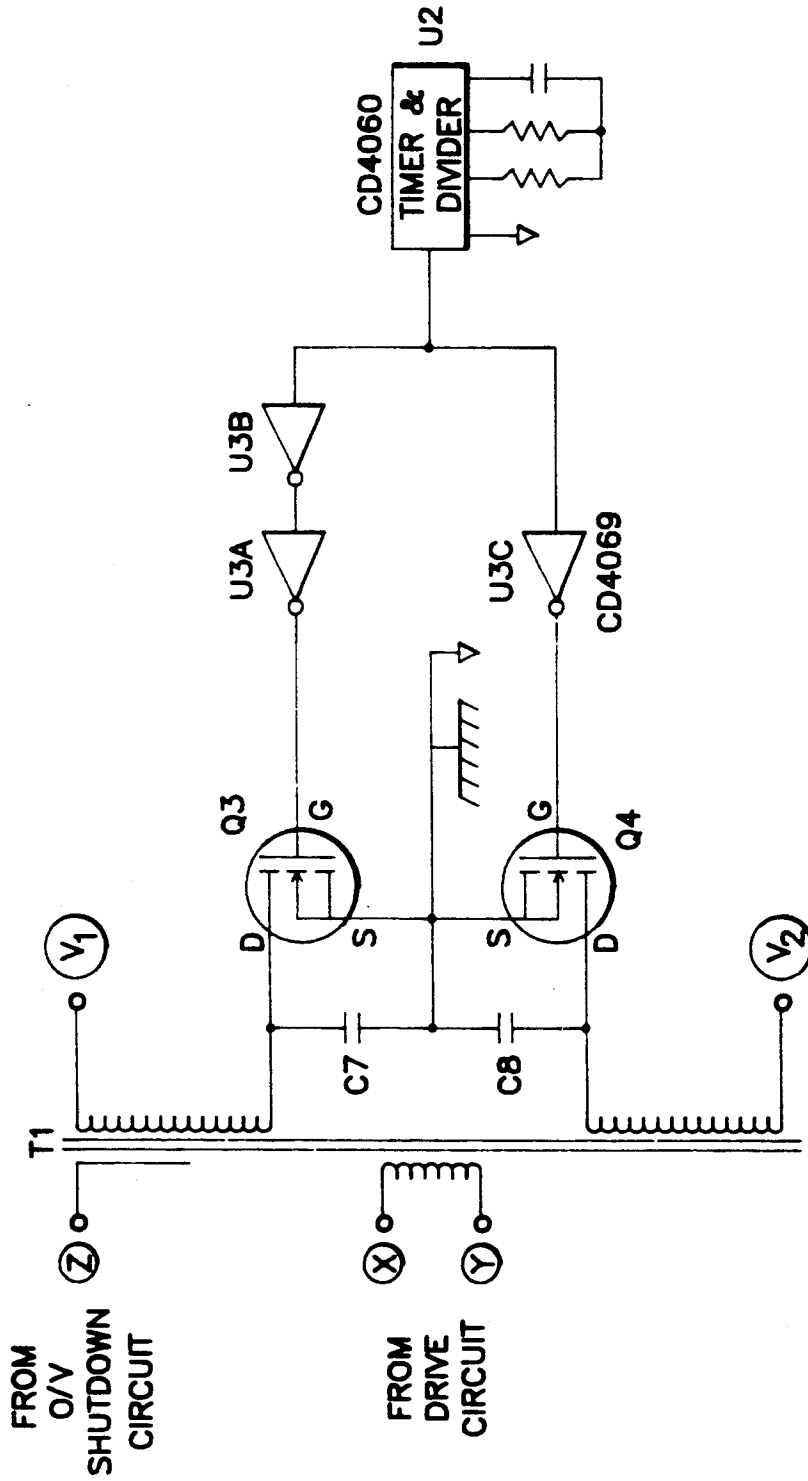 FROM
O/V
SHUTDOWN
CIRCUIT
Z
T1
V1
FROM
DRIVE
CIRCUIT
X
Y
C7
C8
D
S
Q3
G
S
D
G
Q4
V2
U3A
U3B
U3C
CD4069
CD4060
TIMER &
DIVIDER
U2